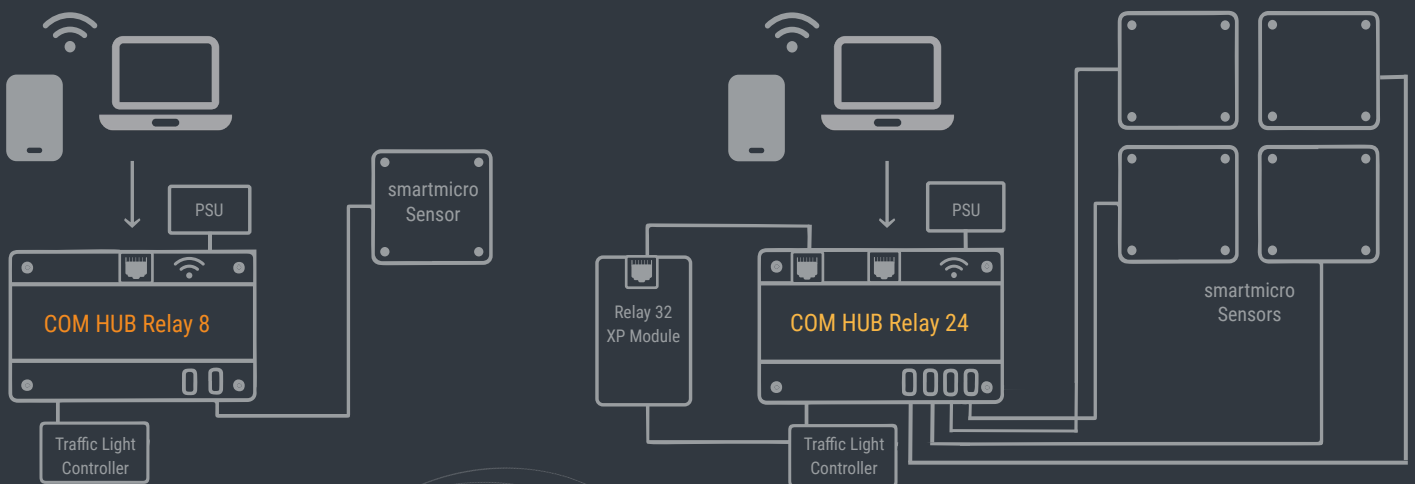 smartmicro
Sensor
PSU
COM HUB Relay 8
Traffic Light
Controller
PSU
Relay 32
XP Module
COM HUB Relay 24
smartmicro
Sensors
Traffic Light
Controller